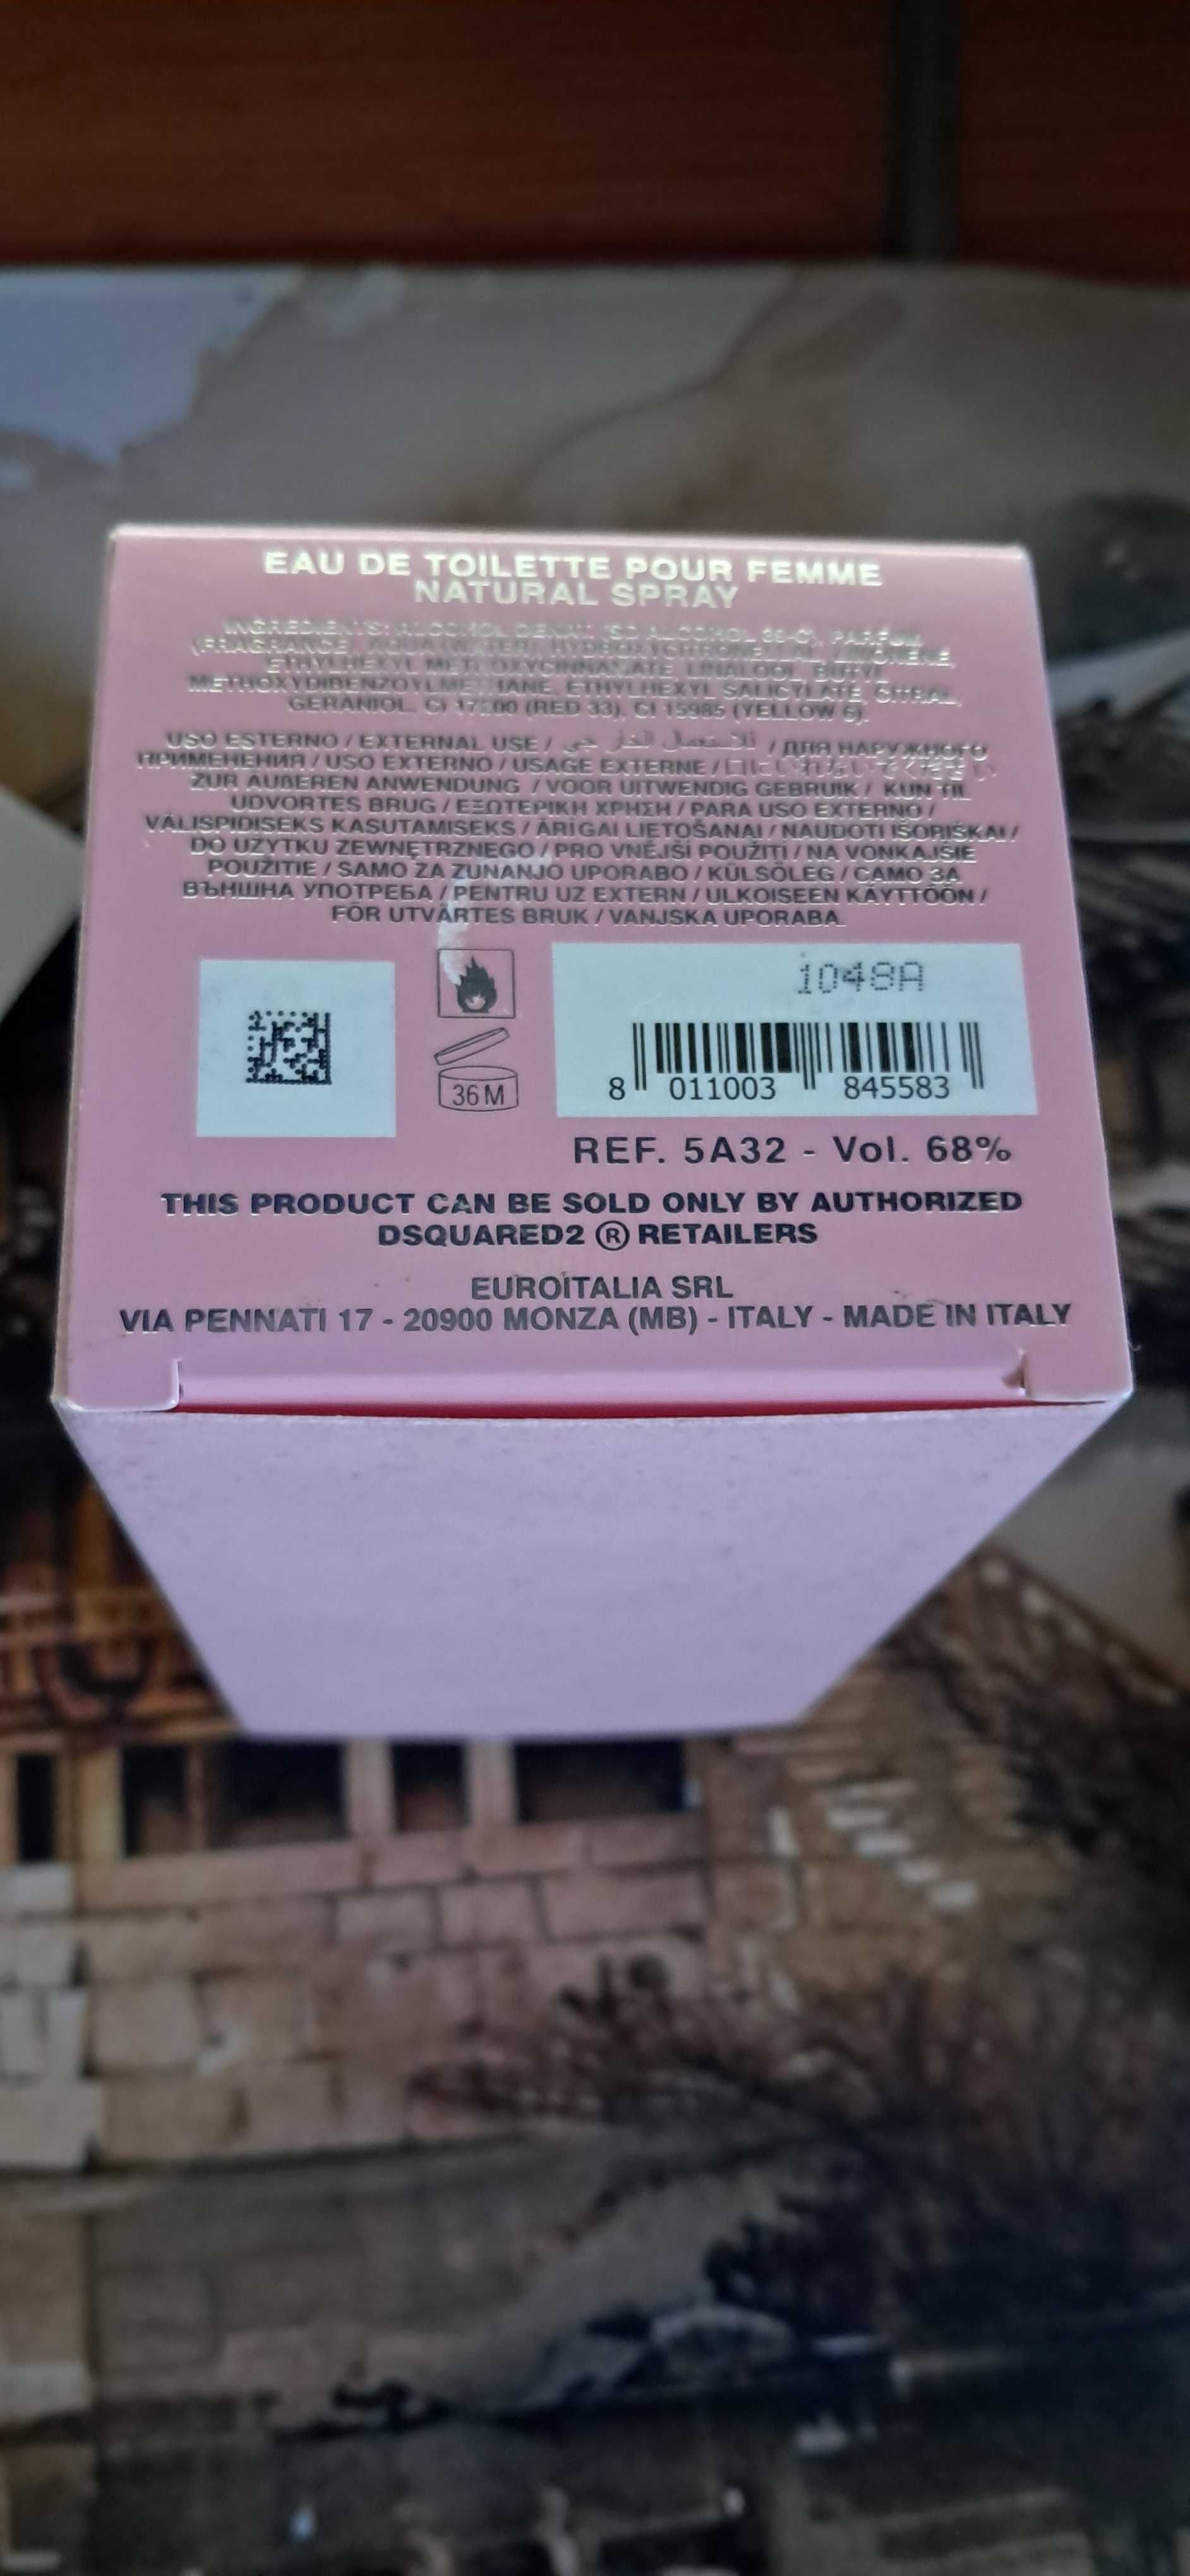 EAU DE TOILETTE POUR FEMME
NATURAL SPRAY
INGREDIENTS: ALCOHOL DENAT. (SD ALCOHOL 39-C), PARFUM
(FRAGRANCE), AQUA (WATER), HYDROXYCITRONELLAL, LIMONENE,
ETHYLHEXYL METHOXYCINNAMATE, LINALOOL, BUTYL
METHOXYDIBENZOYLMETHANE, ETHYLHEXYL SALICYLATE, CITRAL,
GERANIOL, CI 17200 (RED 33), CI 15985 (YELLOW 6).
USO ESTERNO / EXTERNAL USE / للاستعمال الخارجي / ДЛЯ НАРУЖНОГО
ПРИМЕНЕНИЯ / USO EXTERNO / USAGE EXTERNE /
ZUR AUßEREN ANWENDUNG / VOOR UITWENDIG GEBRUIK / KUN TIL
UDVORTES BRUG / ΕΞΩΤΕΡΙΚΗ ΧΡΗΣΗ / PARA USO EXTERNO /
VÄLISPIDISEKS KASUTAMISEKS / ĀRĪGAI LIETOŠANAI / NAUDOTI IŠORIŠKAI /
DO UŻYTKU ZEWNĘTRZNEGO / PRO VNĚJŠÍ POUŽITÍ / NA VONKAJŠIE
POUŽITIE / SAMO ZA ZUNANJO UPORABO / KÜLSÖLEG / САМО ЗА
ВЪНШНА УПОТРЕБА / PENTRU UZ EXTERN / ULKOISEEN KÄYTTÖÖN /
FÖR UTVÄRTES BRUK / VANJSKA UPORABA.
1048A
36 M
8 011003 845583
REF. 5A32 - Vol. 68%
THIS PRODUCT CAN BE SOLD ONLY BY AUTHORIZED
DSQUARED2 ® RETAILERS
EUROITALIA SRL
VIA PENNATI 17 - 20900 MONZA (MB) - ITALY - MADE IN ITALY